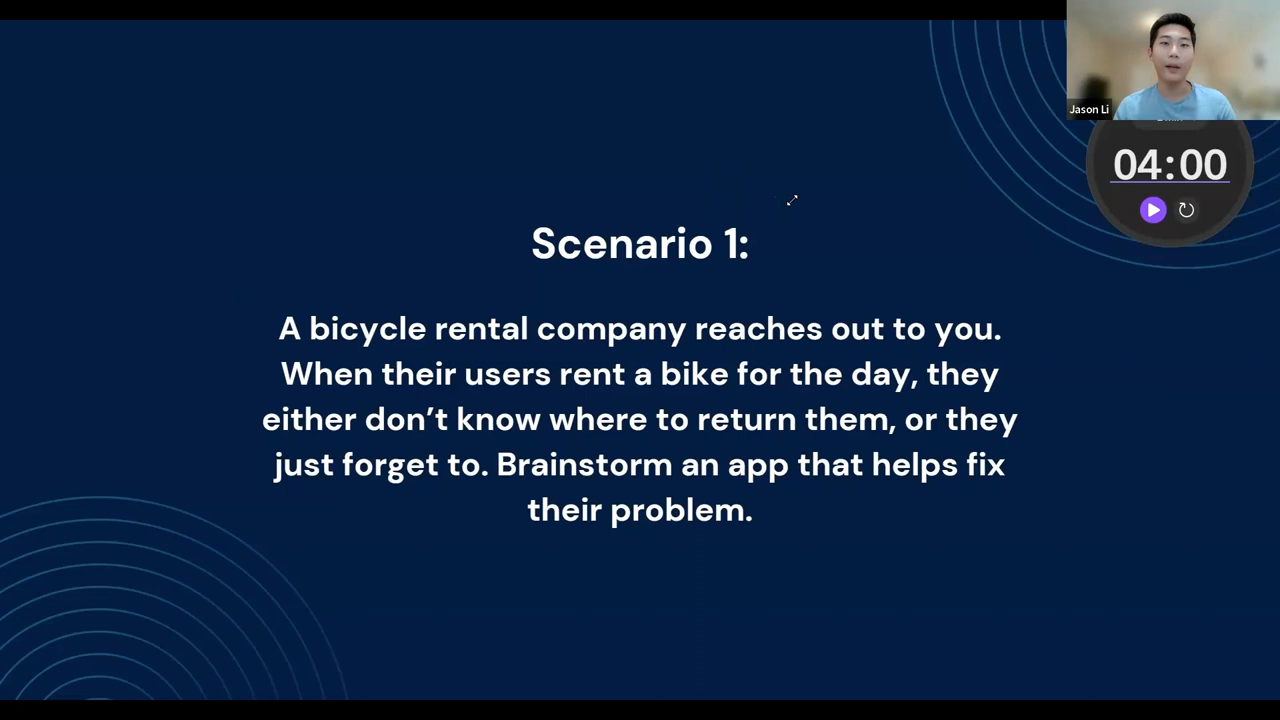 Jason Li
04:00
Scenario 1:
A bicycle rental company reaches out to you.
When their users rent a bike for the day, they
either don’t know where to return them, or they
just forget to. Brainstorm an app that helps fix
their problem.